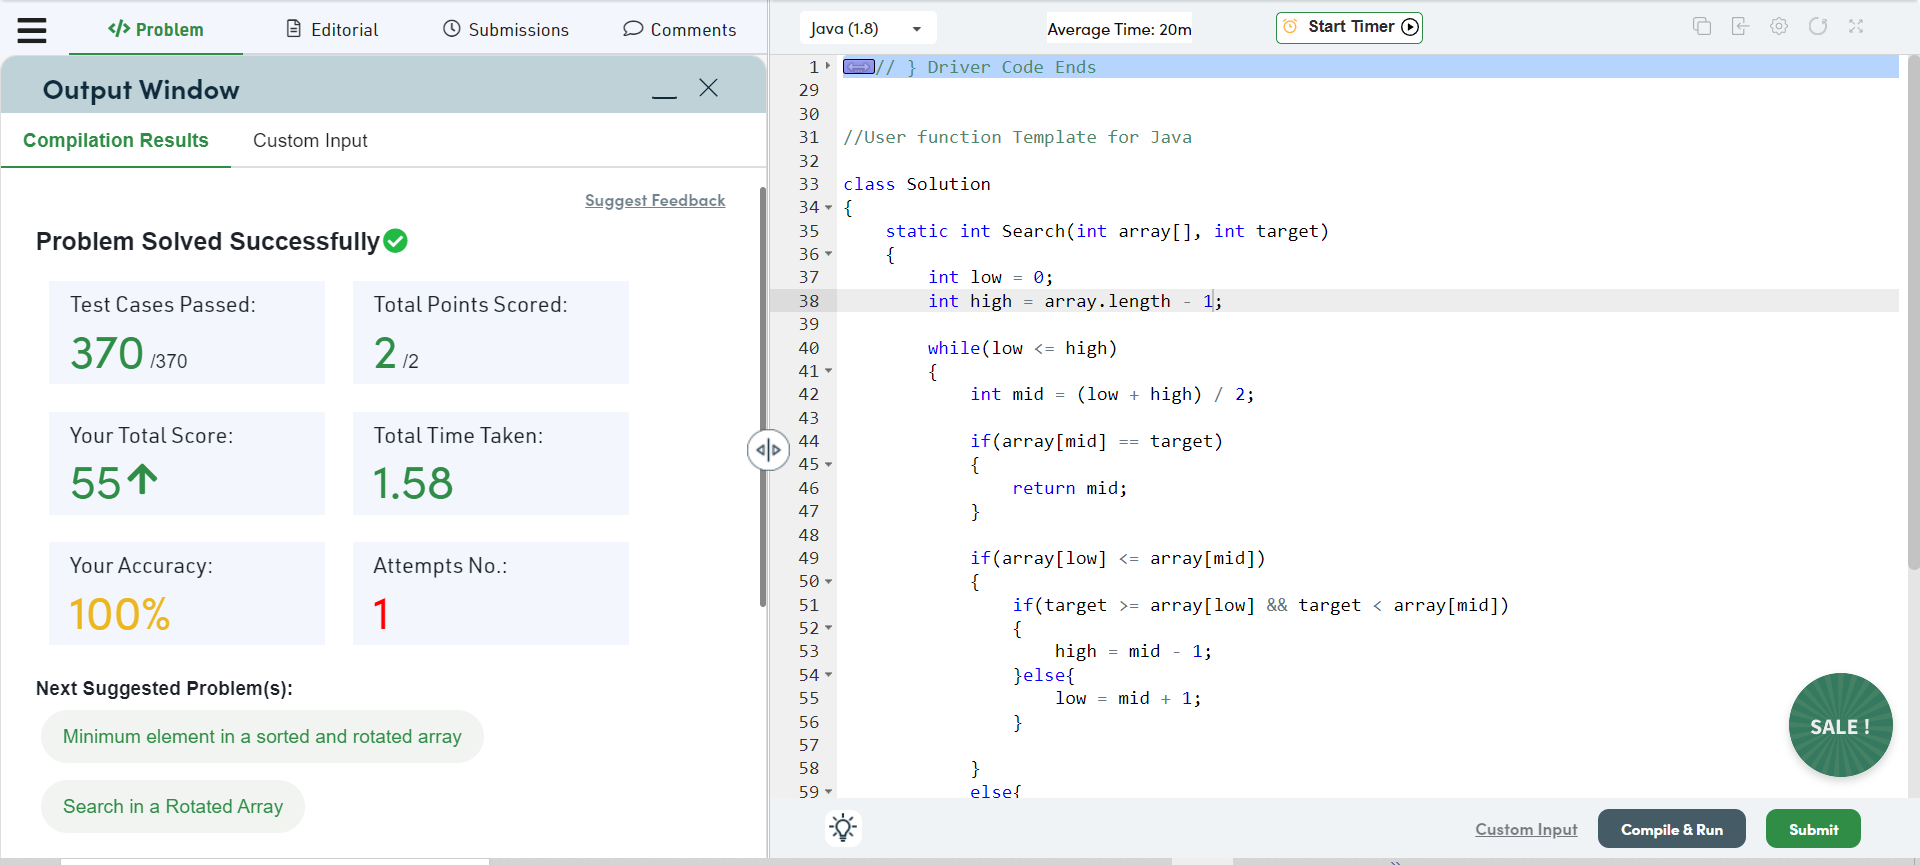 Problem
Editorial
Submissions
Comments
Output Window
Compilation Results
Custom Input
Suggest Feedback
Problem Solved Successfully
Test Cases Passed:
370 /370
Total Points Scored:
2 /2
Your Total Score:
55
Total Time Taken:
1.58
Your Accuracy:
100%
Attempts No.:
1
Next Suggested Problem(s):
Minimum element in a sorted and rotated array
Search in a Rotated Array
Java (1.8)
Average Time: 20m
Start Timer
1 // } Driver Code Ends
29
30
31 //User function Template for Java
32
33 class Solution
34 {
35 static int Search(int array[], int target)
36 {
37 int low = 0;
38 int high = array.length - 1;
39
40 while(low <= high)
41 {
42 int mid = (low + high) / 2;
43
44 if(array[mid] == target)
45 {
46 return mid;
47 }
48
49 if(array[low] <= array[mid])
50 {
51 if(target >= array[low] && target < array[mid])
52 {
53 high = mid - 1;
54 }else{
55 low = mid + 1;
56 }
57
58 }
59 else{
SALE !
Custom Input
Compile & Run
Submit